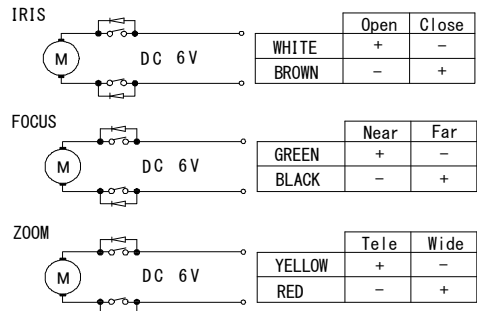 IRIS
Open Close
M DC 6V WHITE + −
BROWN − +
FOCUS
Near Far
M DC 6V GREEN + −
BLACK − +
ZOOM
Tele Wide
M DC 6V YELLOW + −
RED − +